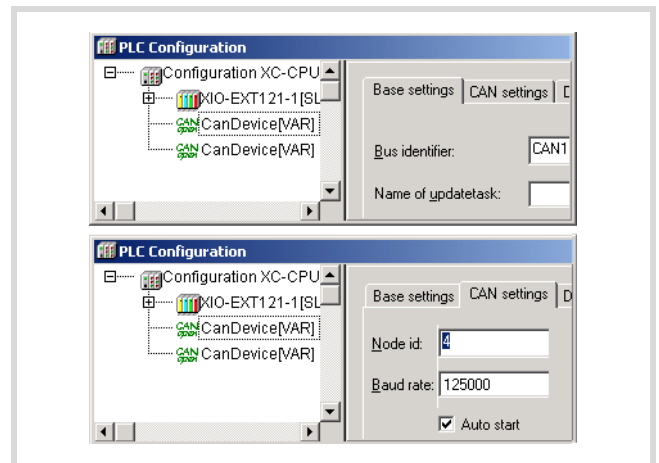 PLC Configuration
Configuration XC-CPU
XIO-EXT121-1[SL
CanDevice[VAR]
CanDevice[VAR]
Base settings CAN settings D
Bus identifier: CAN1
Name of updatetask:
PLC Configuration
Configuration XC-CPU
XIO-EXT121-1[SL
CanDevice[VAR]
CanDevice[VAR]
Base settings CAN settings D
Node id: 4
Baud rate: 125000
Auto start